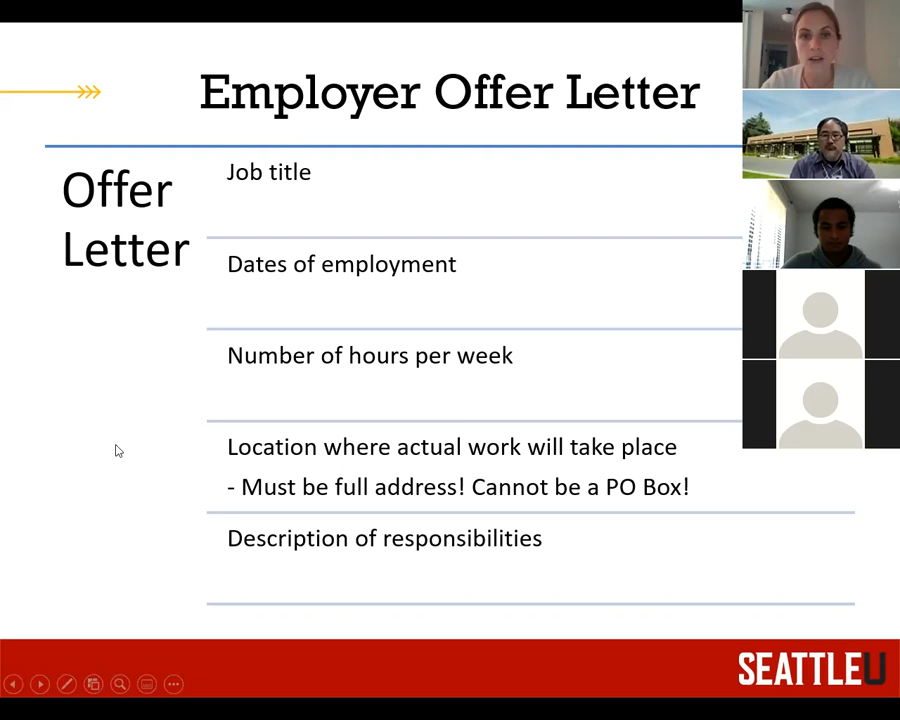 Employer Offer Letter
Offer
Letter
Job title
Dates of employment
Number of hours per week
Location where actual work will take place
- Must be full address! Cannot be a PO Box!
Description of responsibilities
SEATTLEU